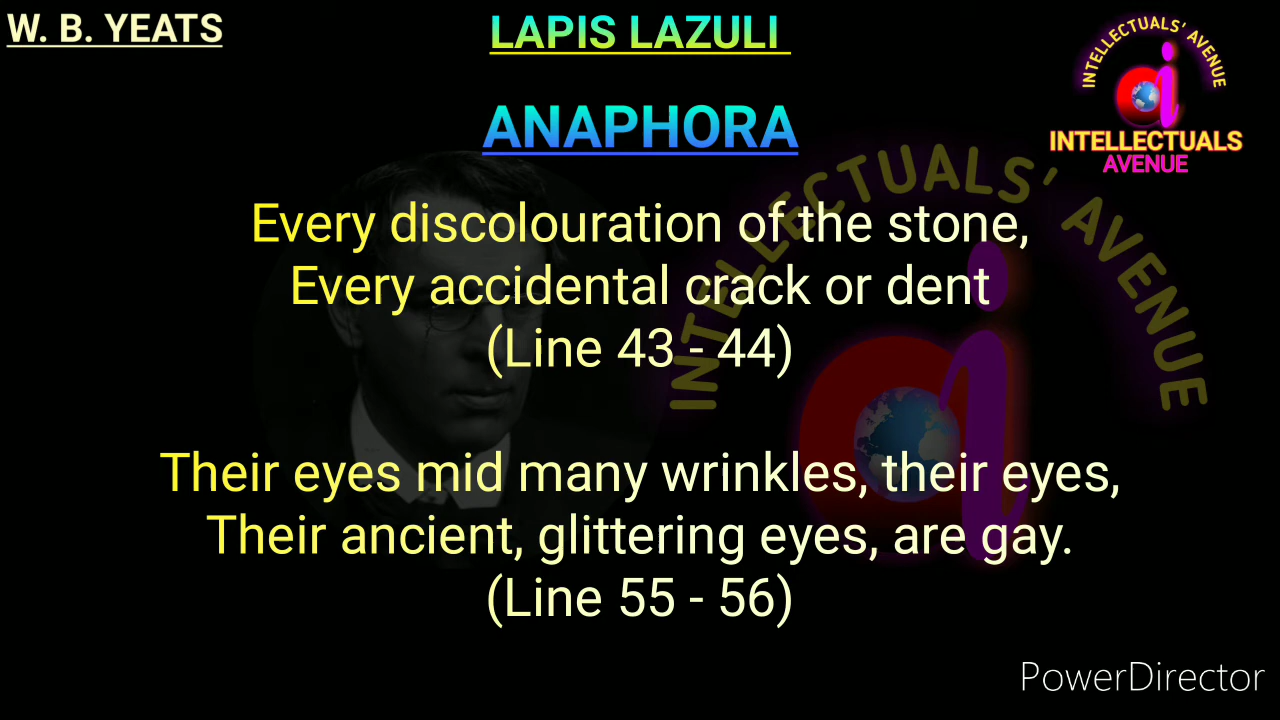 W. B. YEATS
LAPIS LAZULI
INTELLECTUALS' AVENUE
INTELLECTUALS
AVENUE
ANAPHORA
INTELLECTUALS' AVENUE
Every discolouration of the stone,
Every accidental crack or dent
(Line 43 - 44)
Their eyes mid many wrinkles, their eyes,
Their ancient, glittering eyes, are gay.
(Line 55 - 56)
PowerDirector